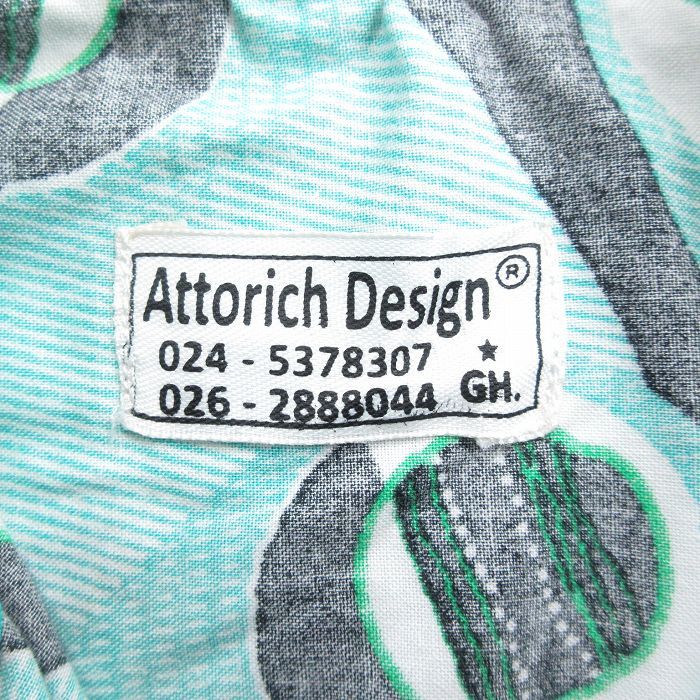 Attorich Design®
024 - 5378307 ★
026 - 2888044 GH.